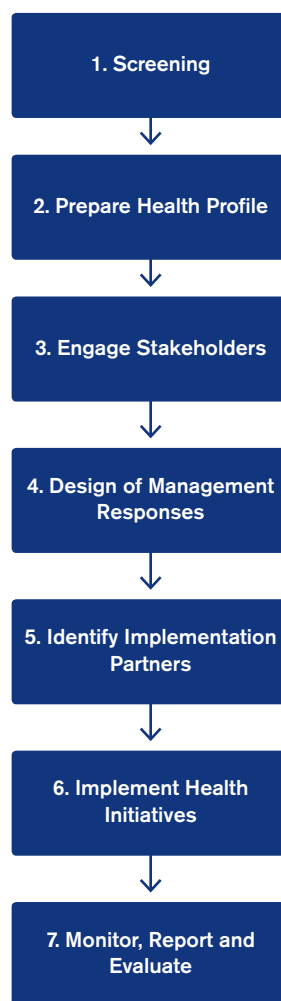 1. Screening
2. Prepare Health Profile
3. Engage Stakeholders
4. Design of Management
Responses
5. Identify Implementation
Partners
6. Implement Health
Initiatives
7. Monitor, Report and
Evaluate